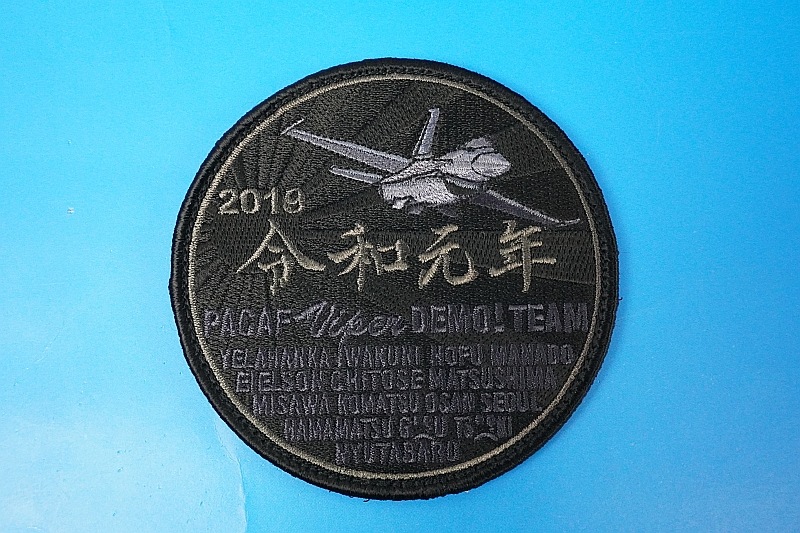 2019
令和元年
PACAF Viper DEMO! TEAM
YELAHANKA IWAKUNI HOFU MANADO
EIELSON CHITOSE MATSUSHIMA
MISAWA KOMATSU OSAN SEOUL
HAMAMATSU GIFU TSUIKI
NYUTABARU